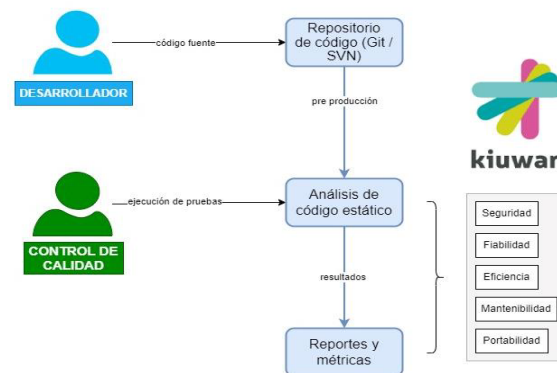 Repositorio
de código (Git /
SVN)
código fuente
DESARROLLADOR
pre producción
kiuwan
Análisis de
código estático
ejecución de pruebas
CONTROL DE
CALIDAD
Seguridad
Fiabilidad
Eficiencia
Mantenibilidad
Portabilidad
resultados
Reportes y
métricas